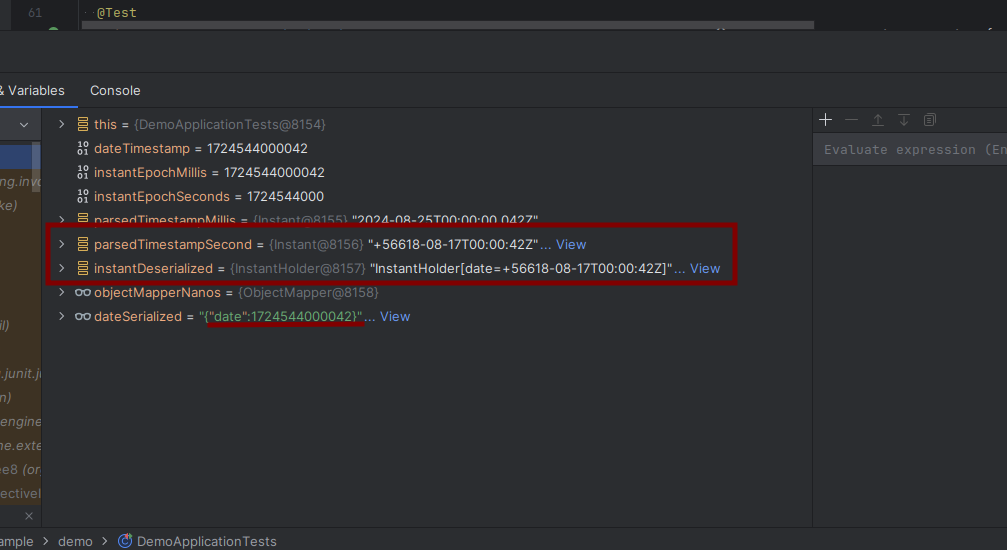 61 @Test
& Variables Console
this = {DemoApplicationTests@8154}
Evaluate expression (En
dateTimestamp = 1724544000042
instantEpochMillis = 1724544000042
ng.invo
instantEpochSeconds = 1724544000
ke)
parsedTimestampMillis = {Instant@8155} "2024-08-25T00:00:00.042Z"
parsedTimestampSecond = {Instant@8156} "+56618-08-17T00:00:42Z"... View
instantDeserialized = {InstantHolder@8157} "InstantHolder[date=+56618-08-17T00:00:42Z]"... View
objectMapperNanos = {ObjectMapper@8158}
dateSerialized = "{"date":1724544000042}"... View
il)
.junit.ju
n)
engine
ne.exte
ee8 (or
ectivel
ample > demo > DemoApplicationTests